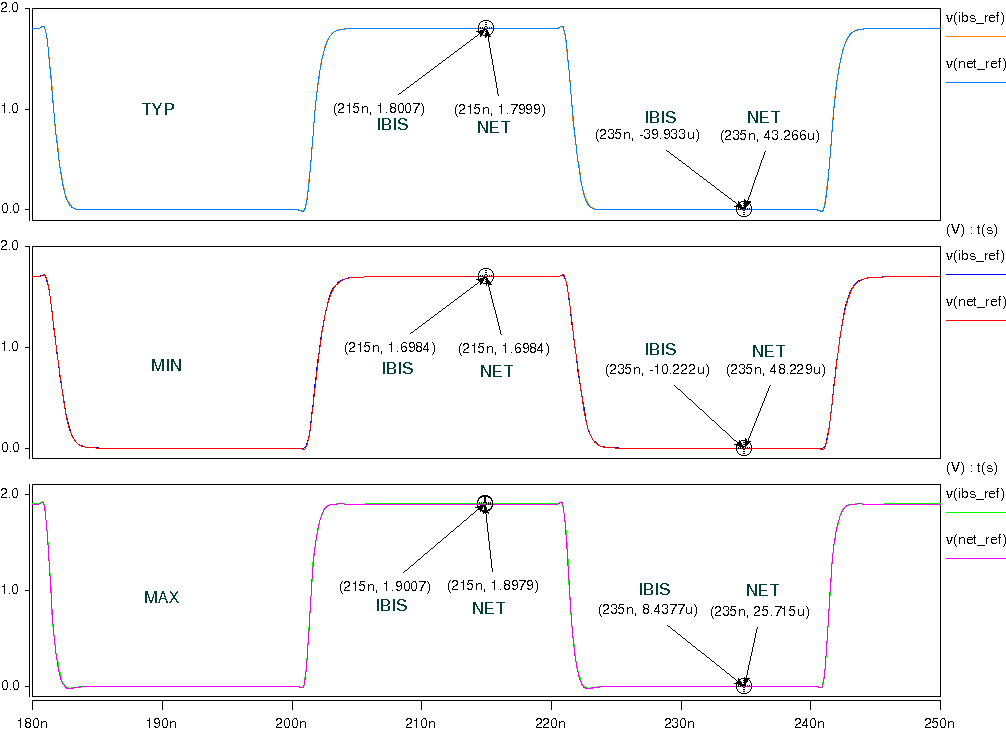 2.0
v(ibs_ref)
v(net_ref)
TYP
1.0
(215n, 1.8007)
IBIS
(215n, 1.7999)
NET
IBIS
(235n, -39.933u)
NET
(235n, 43.266u)
0.0
(V) : t(s)
2.0
v(ibs_ref)
v(net_ref)
1.0
MIN
(215n, 1.6984)
IBIS
(215n, 1.6984)
NET
IBIS
(235n, -10.222u)
NET
(235n, 48.229u)
0.0
(V) : t(s)
2.0
v(ibs_ref)
v(net_ref)
1.0
MAX
(215n, 1.9007)
IBIS
(215n, 1.8979)
NET
IBIS
(235n, 8.4377u)
NET
(235n, 25.715u)
0.0
180n 190n 200n 210n 220n 230n 240n 250n